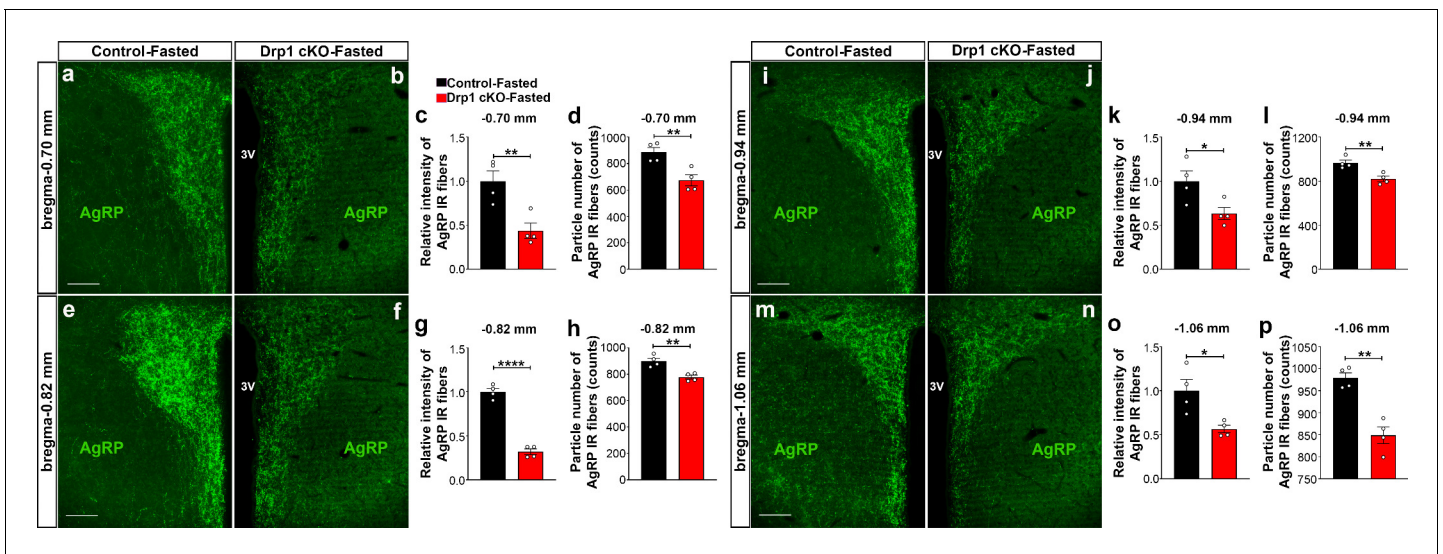 Control-Fasted
Drp1 cKO-Fasted
bregma-0.70 mm
a
b
3V
AgRP
AgRP
Control-Fasted
Drp1 cKO-Fasted
c
-0.70 mm
Relative intensity of
AgRP IR fibers
1.5
1.0
0.5
0.0
**
d
-0.70 mm
Particle number of
AgRP IR fibers (counts)
1000
800
600
400
200
0
**
bregma-0.82 mm
e
f
3V
AgRP
AgRP
g
-0.82 mm
Relative intensity of
AgRP IR fibers
1.5
1.0
0.5
0.0
****
h
-0.82 mm
Particle number of
AgRP IR fibers (counts)
1000
800
600
400
200
0
**
Control-Fasted
Drp1 cKO-Fasted
bregma-0.94 mm
i
j
3V
AgRP
AgRP
k
-0.94 mm
Relative intensity of
AgRP IR fibers
1.5
1.0
0.5
0.0
*
l
-0.94 mm
Particle number of
AgRP IR fibers (counts)
1200
800
400
0
**
bregma-1.06 mm
m
n
3V
AgRP
AgRP
o
-1.06 mm
Relative intensity of
AgRP IR fibers
1.5
1.0
0.5
0.0
*
p
-1.06 mm
Particle number of
AgRP IR fibers (counts)
1050
1000
950
900
850
800
750
**